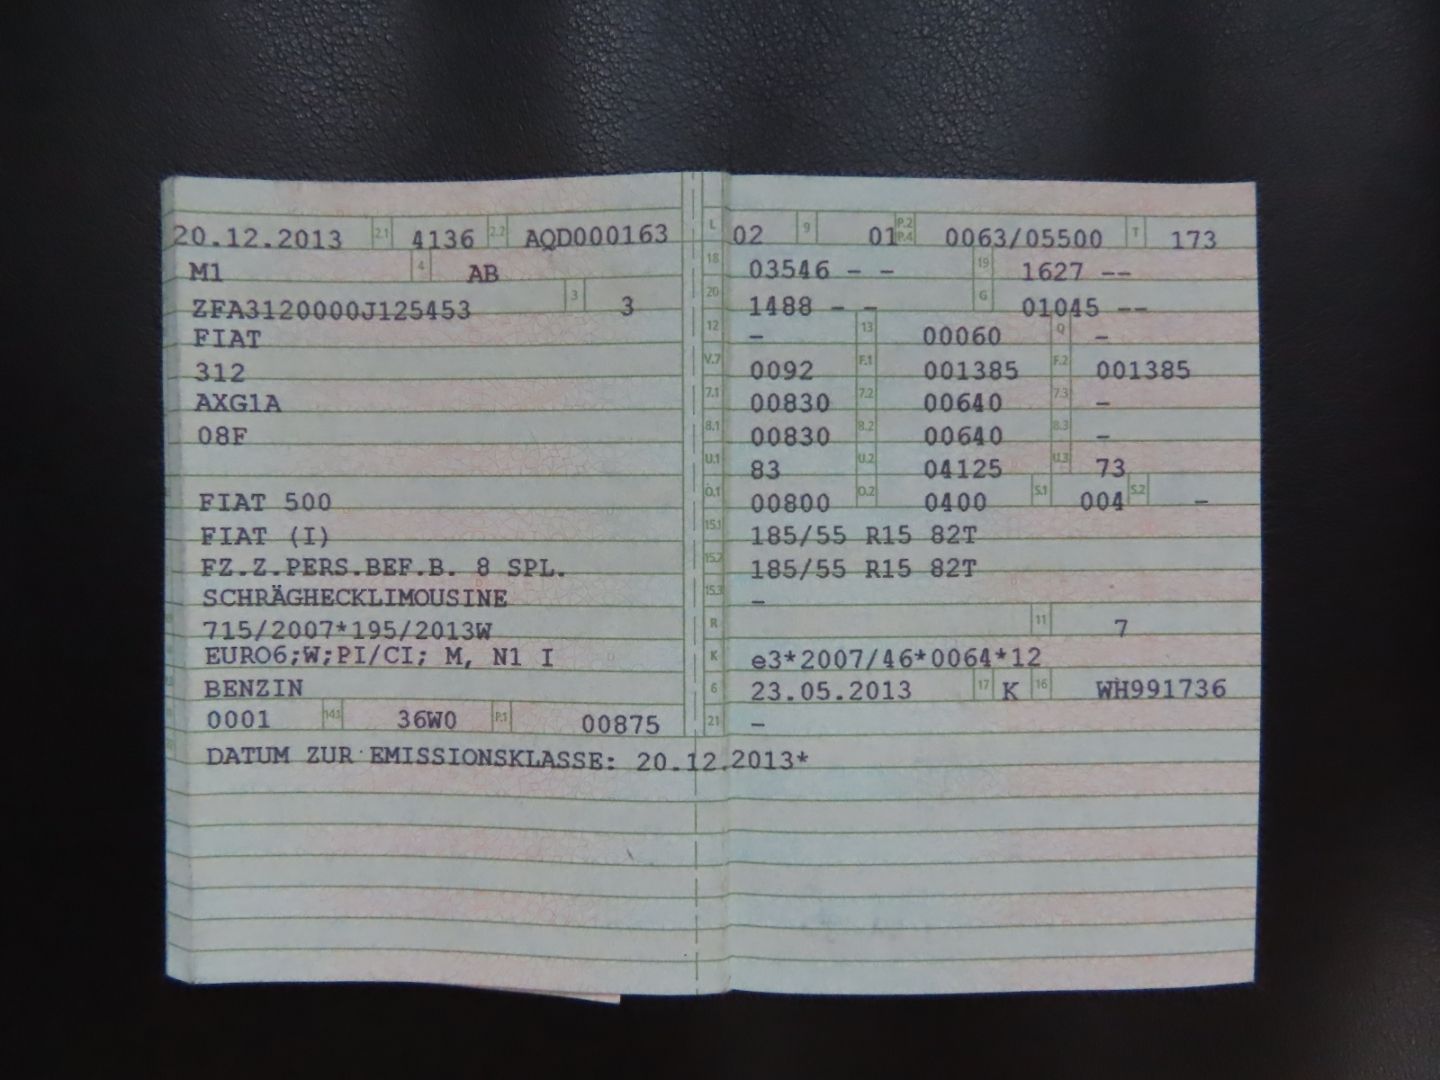 20.12.2013 2.1 4136 2.2 AQD000163 L 02 9 01 P.2 P.4 0063/05500 T 173
M1 4 AB 18 03546 - - 19 1627 --
ZFA3120000J125453 3 3 20 1488 - - G 01045 --
FIAT 12 - 13 00060 Q -
312 V.7 0092 F.1 001385 F.2 001385
AXG1A 7.1 00830 7.2 00640 7.3 -
08F 8.1 00830 8.2 00640 8.3 -
U.1 83 U.2 04125 U.3 73
FIAT 500 O.1 00800 O.2 0400 S.1 004 S.2 -
FIAT (I) 15.1 185/55 R15 82T
FZ.Z.PERS.BEF.B. 8 SPL. 15.2 185/55 R15 82T
SCHRÄGHECKLIMOUSINE 15.3 -
715/2007*195/2013W R 11 7
EURO6;W;PI/CI; M, N1 I K e3*2007/46*0064*12
BENZIN 6 23.05.2013 17 K 16 WH991736
0001 14.1 36W0 P.1 00875 21 -
DATUM ZUR EMISSIONSKLASSE: 20.12.2013*